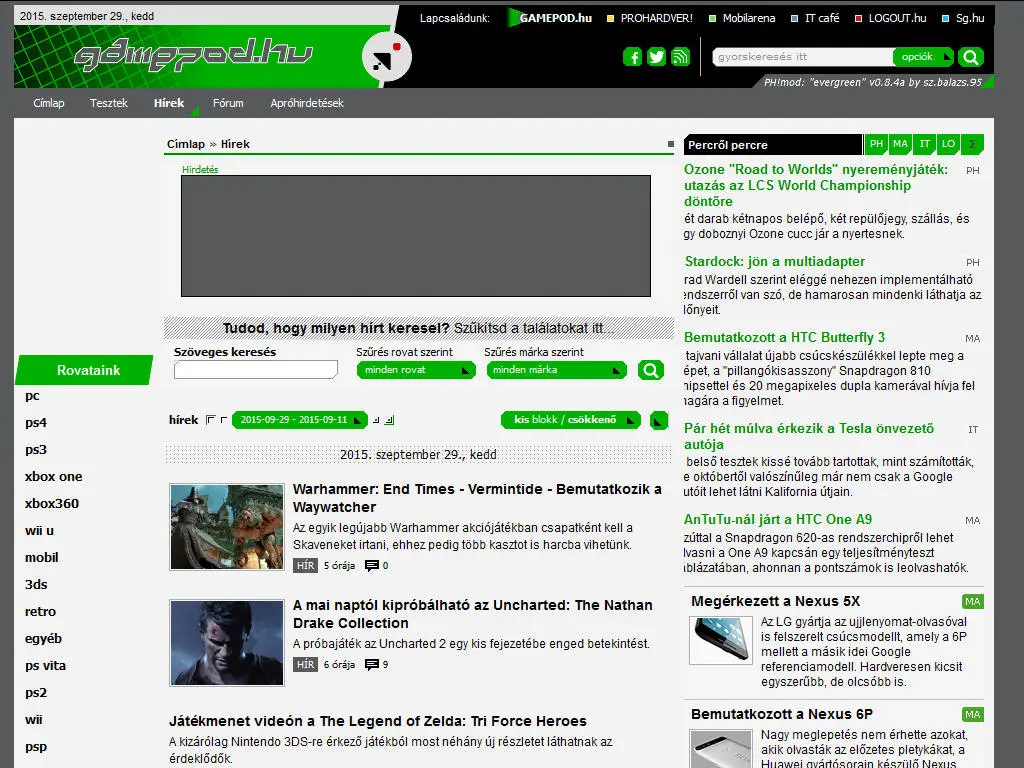 2015. szeptember 29., kedd
Lapcsaládunk: GAMEPOD.hu PROHARDVER! Mobilarena IT café LOGOUT.hu Sg.hu
gamepod.hu
gyorskeresés itt opciók
PH!mod: "evergreen" v0.8.4a by sz.balazs.95
Címlap Tesztek Hírek Fórum Apróhirdetések
Címlap » Hírek
Hirdetés
Tudod, hogy milyen hírt keresel? Szűkítsd a találatokat itt...
Szöveges keresés Szűrés rovat szerint Szűrés márka szerint
minden rovat minden márka
hírek 2015-09-29 - 2015-09-11 kis blokk / csökkenő
2015. szeptember 29., kedd
Warhammer: End Times - Vermintide - Bemutatkozik a
Waywatcher
Az egyik legújabb Warhammer akciójátékban csapatként kell a
Skaveneket irtani, ehhez pedig több kasztot is harcba vihetünk.
HÍR 5 órája 0
A mai naptól kipróbálható az Uncharted: The Nathan
Drake Collection
A próbajáték az Uncharted 2 egy kis fejezetébe enged betekintést.
HÍR 6 órája 9
Játékmenet videón a The Legend of Zelda: Tri Force Heroes
A kizárólag Nintendo 3DS-re érkező játékból most néhány új részletet láthatnak az
érdeklődők.
Rovataink
pc
ps4
ps3
xbox one
xbox360
wii u
mobil
3ds
retro
egyéb
ps vita
ps2
wii
psp
Percről percre PH MA IT LO Σ
Ozone "Road to Worlds" nyereményjáték: PH
utazás az LCS World Championship
döntőre
ét darab kétnapos belépő, két repülőjegy, szállás, és
gy doboznyi Ozone cucc jár a nyertesnek.
Stardock: jön a multiadapter PH
rad Wardell szerint eléggé nehezen implementálható
endszerről van szó, de hamarosan mindenki láthatja az
lőnyeit.
Bemutatkozott a HTC Butterfly 3 MA
tajvani vállalat újabb csúcskészülékkel lepte meg a
épet, a "pillangókisasszony" Snapdragon 810
hipsettel és 20 megapixeles dupla kamerával hívja fel
nagára a figyelmet.
Pár hét múlva érkezik a Tesla önvezető IT
autója
belső tesztek kissé tovább tartottak, mint számították,
e októbertől valószínűleg már nem csak a Google
utóit lehet látni Kalifornia útjain.
AnTuTu-nál járt a HTC One A9 MA
zúttal a Snapdragon 620-as rendszerchipről lehet
lvasni a One A9 kapcsán egy teljesítményteszt
áblázatában, ahonnan a pontszámok is leolvashatók.
Megérkezett a Nexus 5X MA
Az LG gyártja az ujjlenyomat-olvasóval
is felszerelt csúcsmodellt, amely a 6P
mellett a másik idei Google
referenciamodell. Hardveresen kicsit
egyszerűbb, de olcsóbb is.
Bemutatkozott a Nexus 6P MA
Nagy meglepetés nem érhette azokat,
akik olvasták az előzetes pletykákat, a
Huawei gyártósorain készülő Nexus